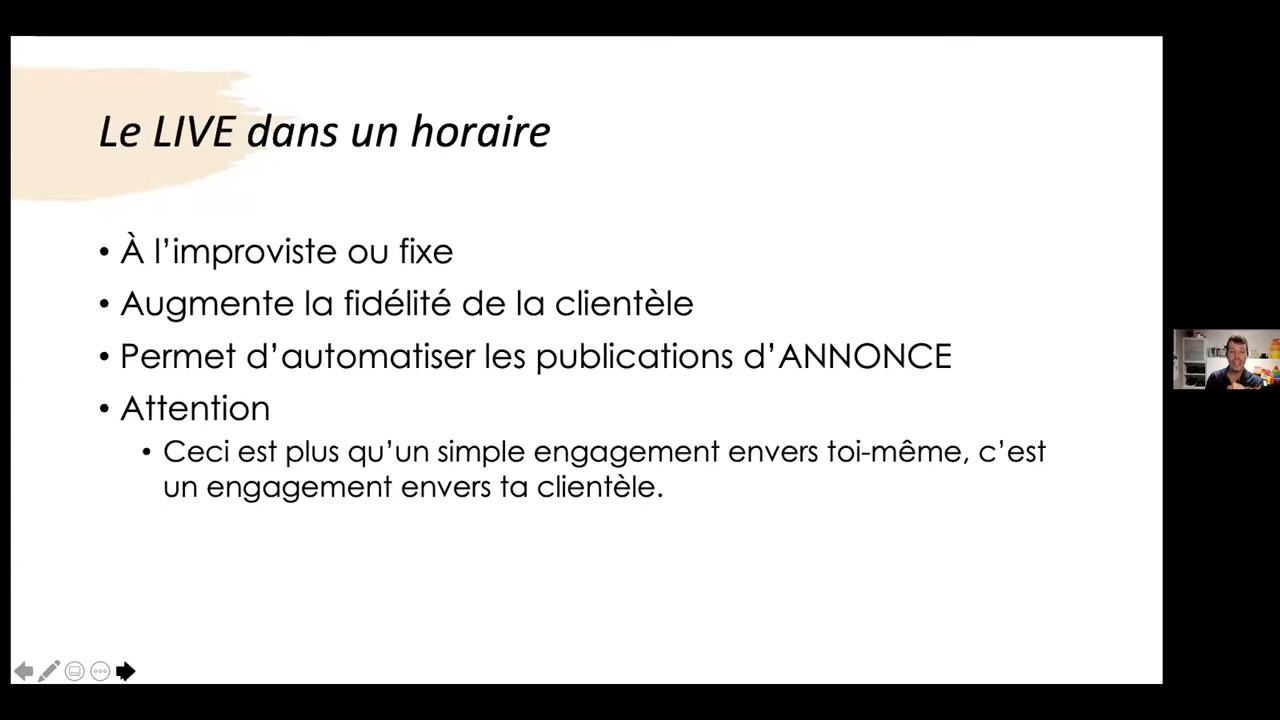 Le LIVE dans un horaire
• À l’improviste ou fixe
• Augmente la fidélité de la clientèle
• Permet d’automatiser les publications d’ANNONCE
• Attention
• Ceci est plus qu’un simple engagement envers toi-même, c’est
un engagement envers ta clientèle.